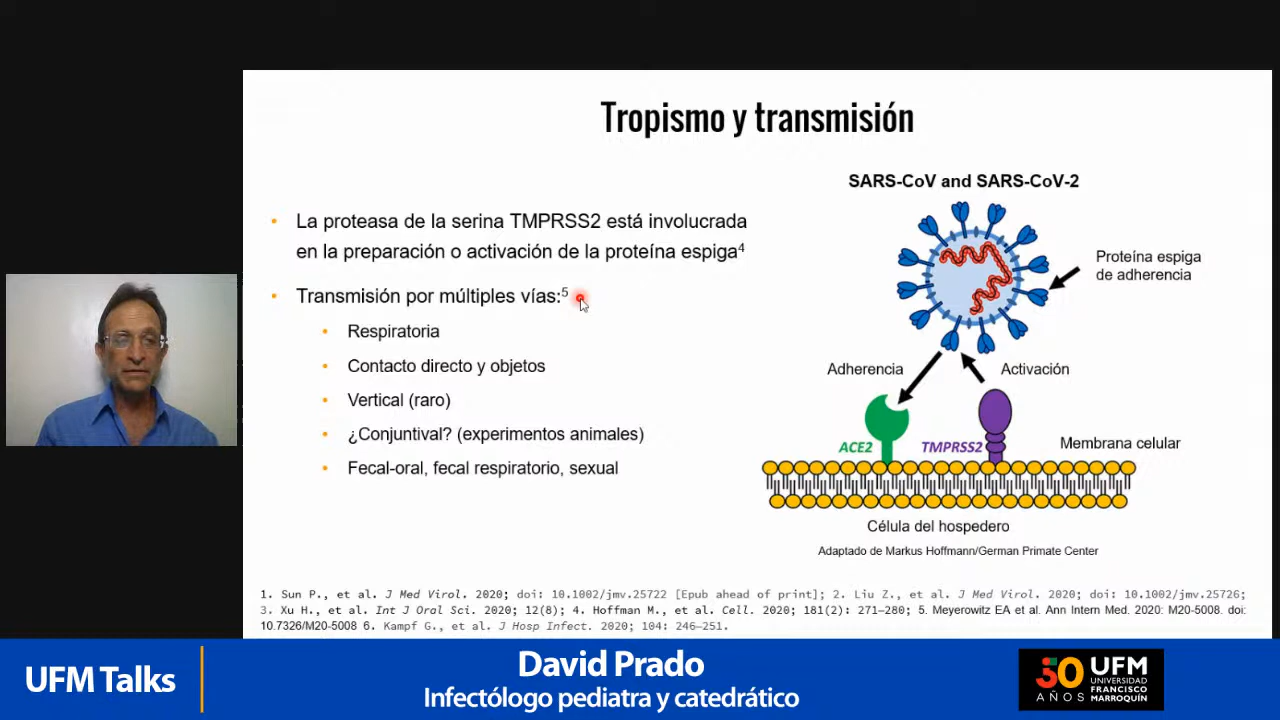 Tropismo y transmisión
• La proteasa de la serina TMPRSS2 está involucrada
en la preparación o activación de la proteína espiga⁴
• Transmisión por múltiples vías:⁵
• Respiratoria
• Contacto directo y objetos
• Vertical (raro)
• ¿Conjuntival? (experimentos animales)
• Fecal-oral, fecal respiratorio, sexual
SARS-CoV and SARS-CoV-2
Proteína espiga
de adherencia
Adherencia
Activación
ACE2
TMPRSS2
Membrana celular
Célula del hospedero
Adaptado de Markus Hoffmann/German Primate Center
1. Sun P., et al. J Med Virol. 2020; doi: 10.1002/jmv.25722 [Epub ahead of print]; 2. Liu Z., et al. J Med Virol. 2020; doi: 10.1002/jmv.25726;
3. Xu H., et al. Int J Oral Sci. 2020; 12(8); 4. Hoffman M., et al. Cell. 2020; 181(2): 271–280; 5. Meyerowitz EA et al. Ann Intern Med. 2020: M20-5008. doi:
10.7326/M20-5008 6. Kampf G., et al. J Hosp Infect. 2020; 104: 246–251.
UFM Talks
David Prado
Infectólogo pediatra y catedrático
50
AÑOS
UFM
UNIVERSIDAD
FRANCISCO
MARROQUÍN